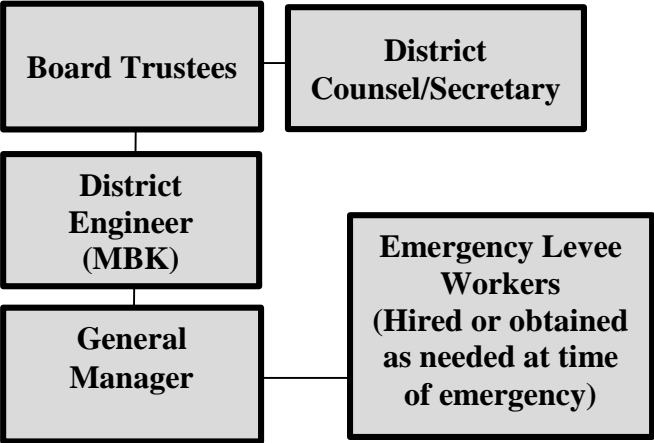 Board Trustees
District
Counsel/Secretary
District
Engineer
(MBK)
General
Manager
Emergency Levee
Workers
(Hired or obtained
as needed at time
of emergency)